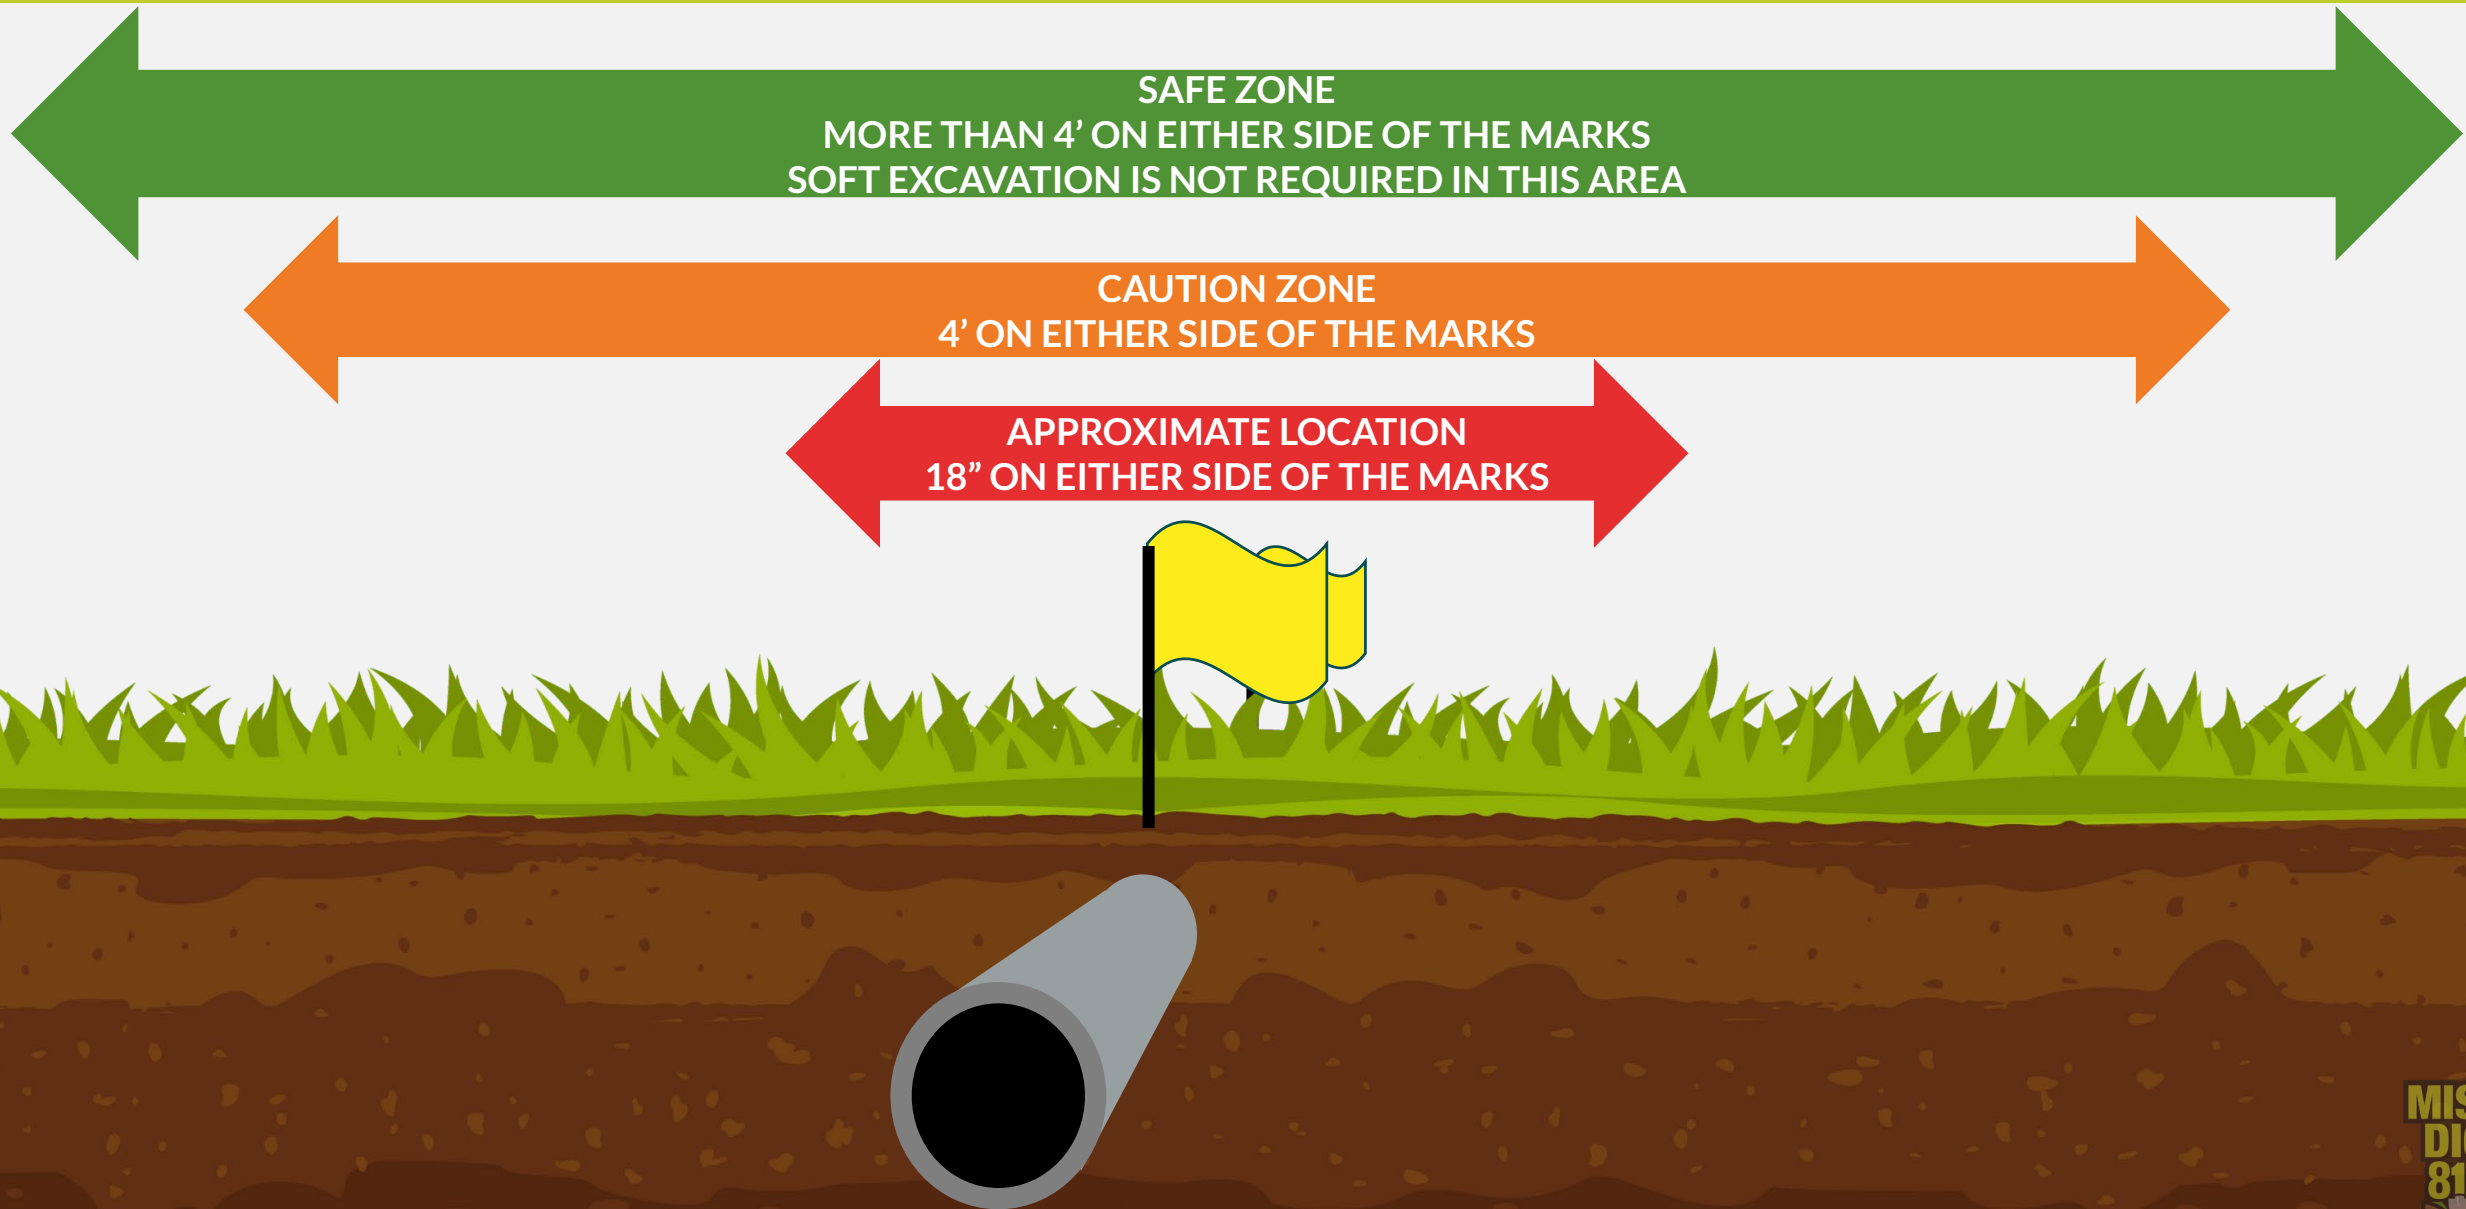 SAFE ZONE
MORE THAN 4’ ON EITHER SIDE OF THE MARKS
SOFT EXCAVATION IS NOT REQUIRED IN THIS AREA
CAUTION ZONE
4’ ON EITHER SIDE OF THE MARKS
APPROXIMATE LOCATION
18” ON EITHER SIDE OF THE MARKS